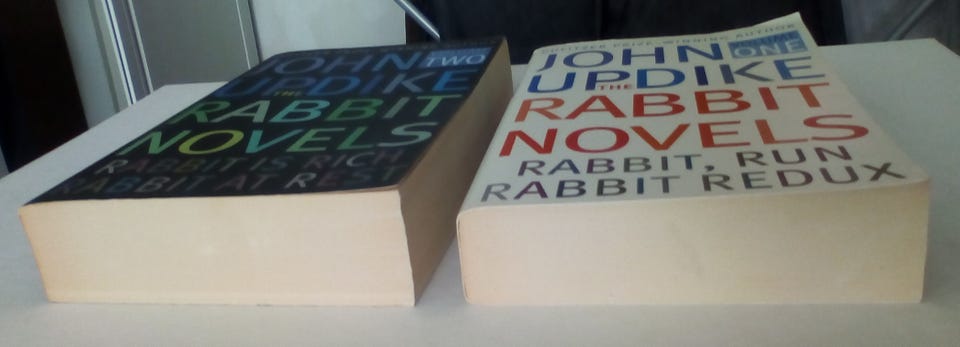 JOHN
TWO
UPDIKE
THE
RABBIT
NOVELS
RABBIT IS RICH
RABBIT AT REST
PULITZER PRIZE-WINNING AUTHOR
JOHN
VOLUME
ONE
UPDIKE
THE
RABBIT
NOVELS
RABBIT, RUN
RABBIT REDUX